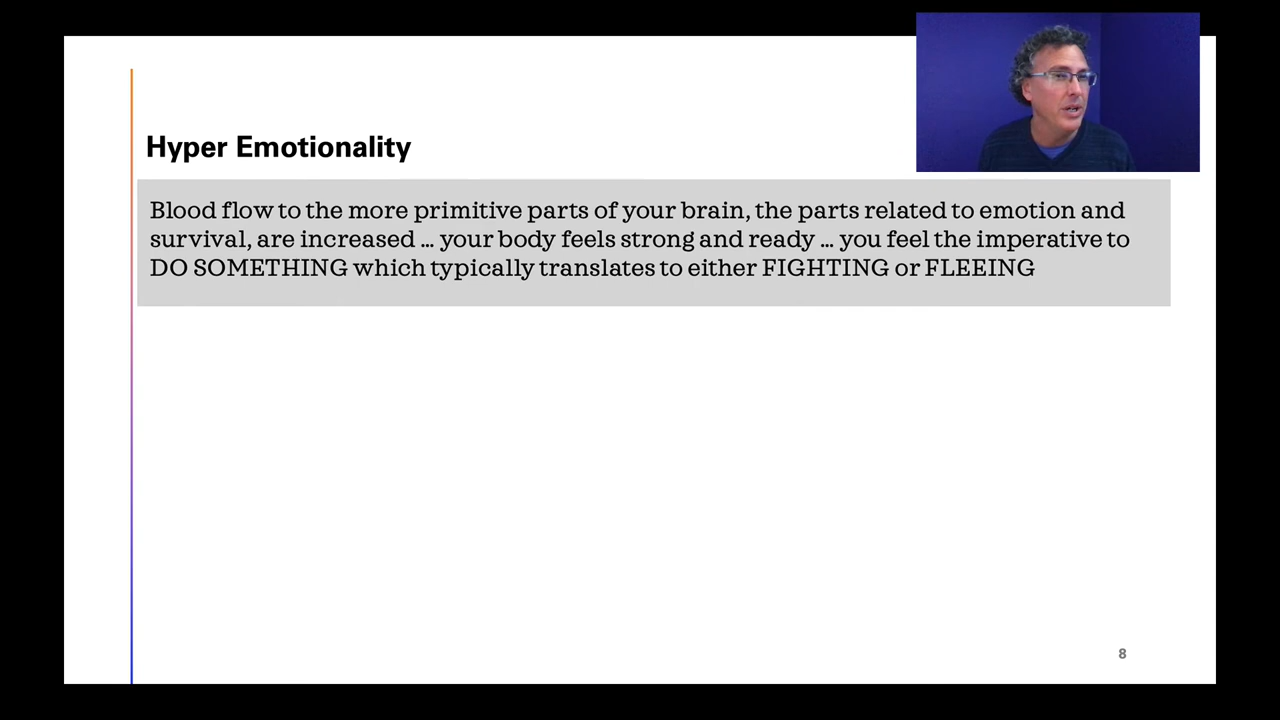 Hyper Emotionality
Blood flow to the more primitive parts of your brain, the parts related to emotion and
survival, are increased ... your body feels strong and ready ... you feel the imperative to
DO SOMETHING which typically translates to either FIGHTING or FLEEING
8